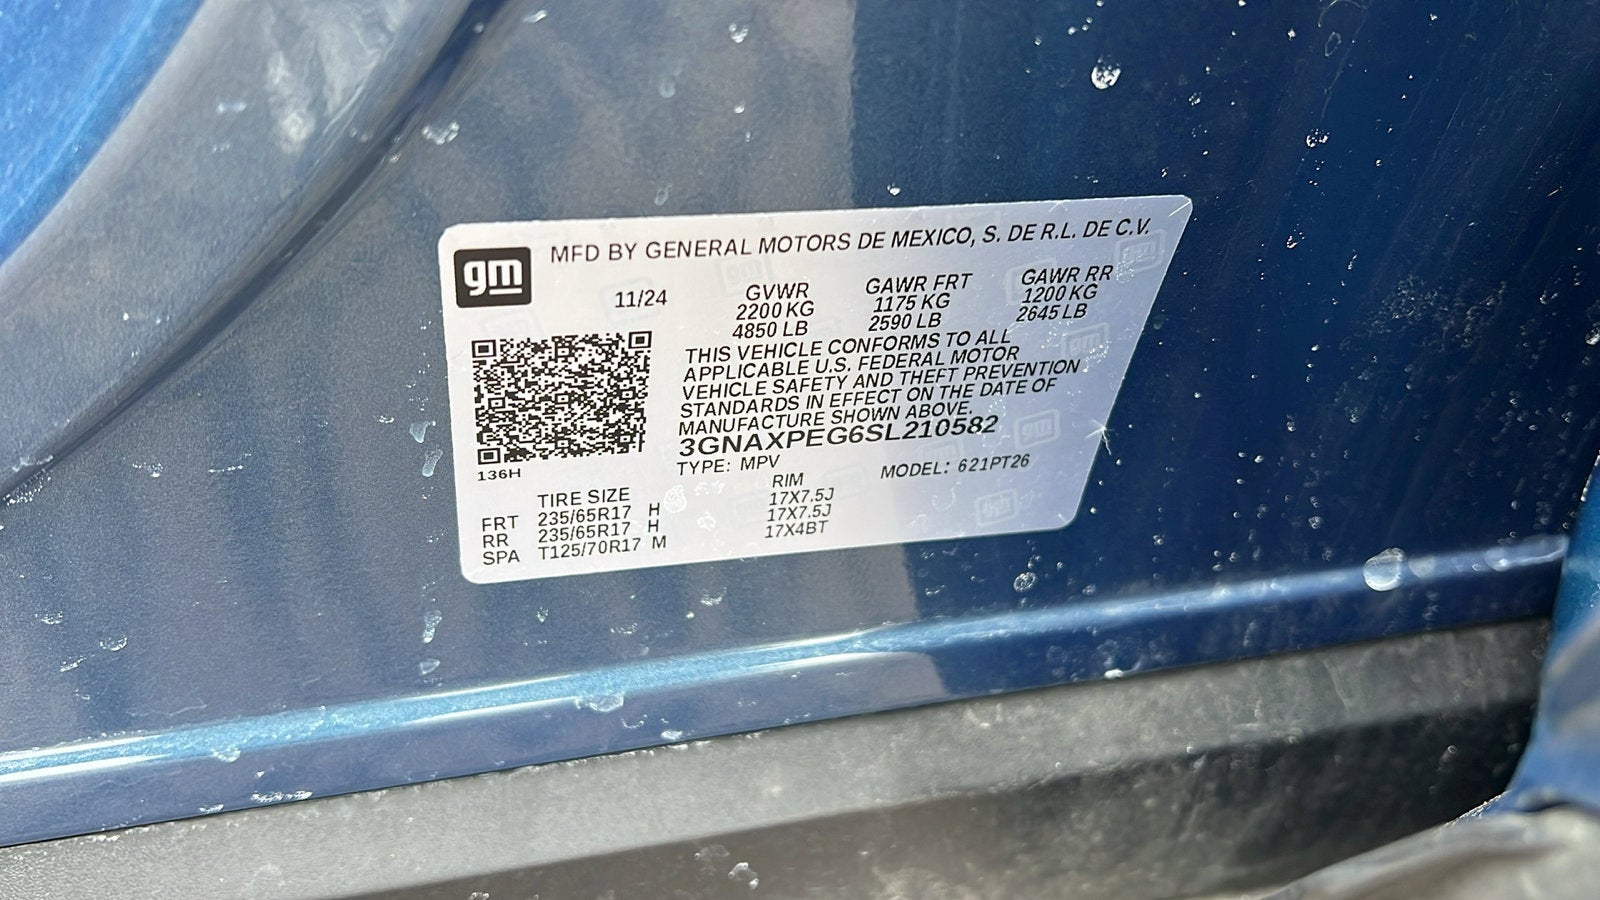 gm
MFD BY GENERAL MOTORS DE MEXICO, S. DE R.L. DE C.V.
11/24
GVWR GAWR FRT GAWR RR
2200 KG 1175 KG 1200 KG
4850 LB 2590 LB 2645 LB
THIS VEHICLE CONFORMS TO ALL
APPLICABLE U.S. FEDERAL MOTOR
VEHICLE SAFETY AND THEFT PREVENTION
STANDARDS IN EFFECT ON THE DATE OF
MANUFACTURE SHOWN ABOVE.
3GNAXPEG6SL210582
136H
TYPE: MPV MODEL: 621PT26
TIRE SIZE RIM
FRT 235/65R17 H 17X7.5J
RR 235/65R17 H 17X7.5J
SPA T125/70R17 M 17X4BT